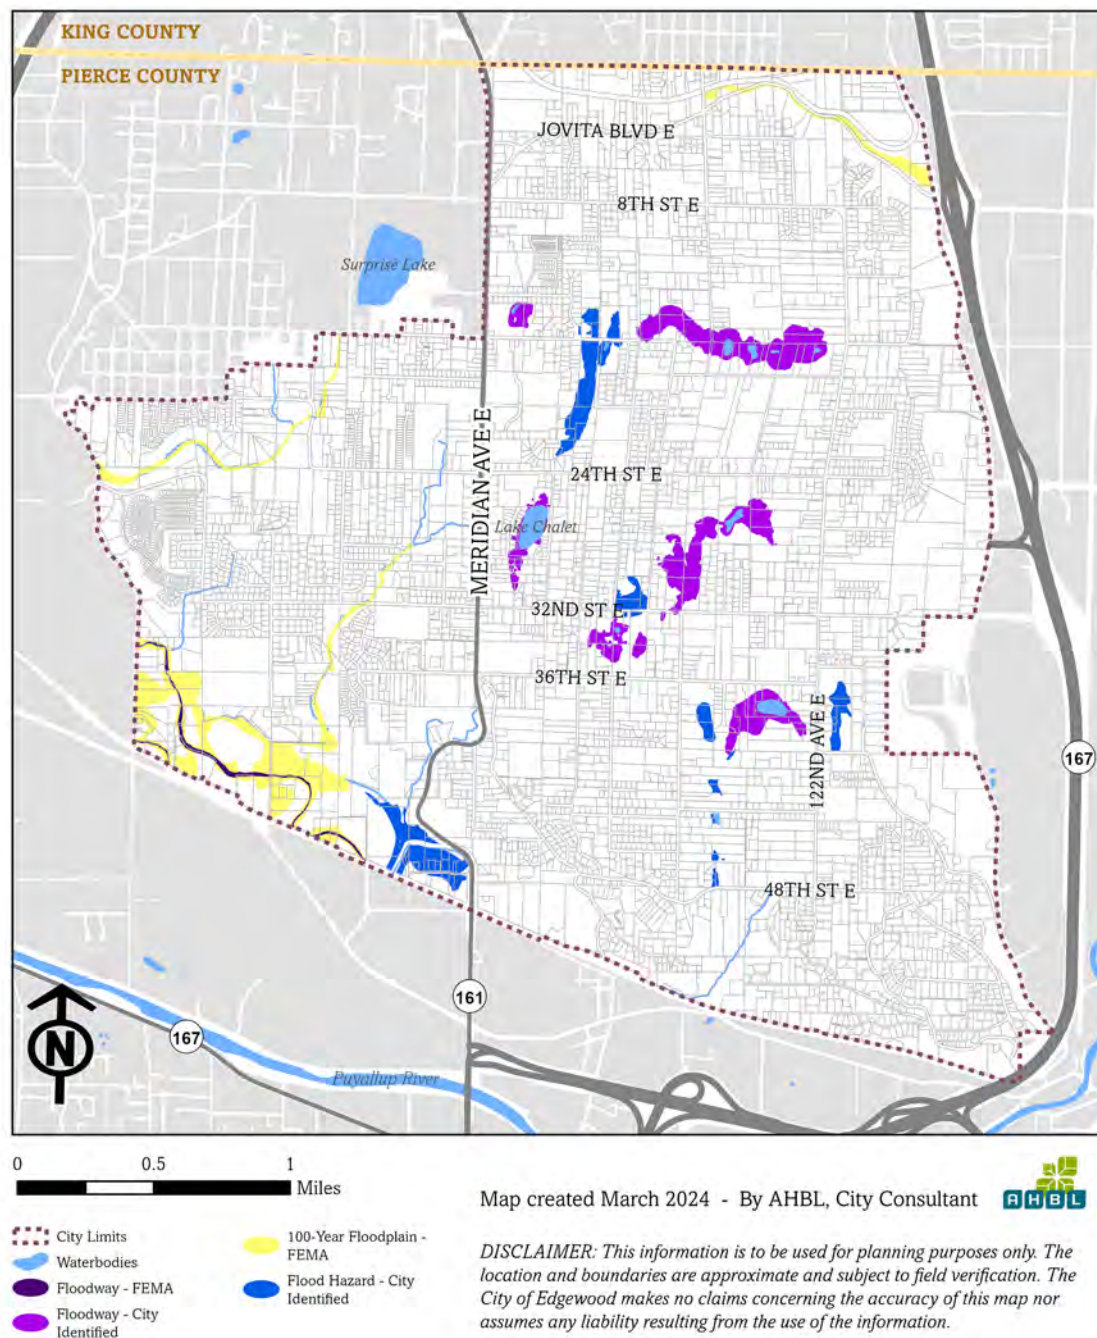 KING COUNTY
PIERCE COUNTY
JOVITA BLVD E
8TH ST E
Surprise Lake
MERIDIAN AVE E
24TH ST E
Lake Chalet
32ND ST E
36TH ST E
122ND AVE E
167
48TH ST E
161
167
N
Puyallup River
0 0.5 1
Miles
Map created March 2024 - By AHBL, City Consultant
AHBL
City Limits
Waterbodies
Floodway - FEMA
Floodway - City
Identified
100-Year Floodplain -
FEMA
Flood Hazard - City
Identified
DISCLAIMER: This information is to be used for planning purposes only. The
location and boundaries are approximate and subject to field verification. The
City of Edgewood makes no claims concerning the accuracy of this map nor
assumes any liability resulting from the use of the information.